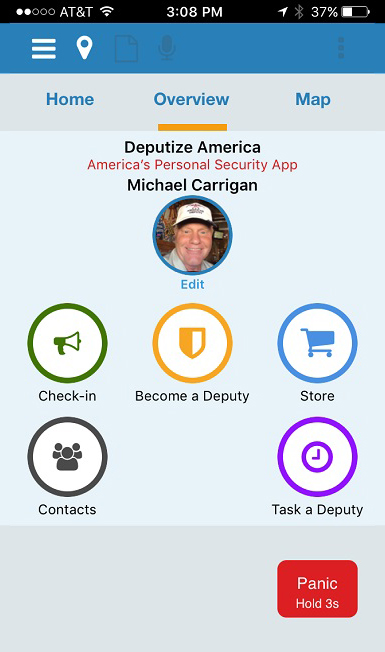 ●●○○○ AT&T 3:08 PM 37%
Home Overview Map
Deputize America
America's Personal Security App
Michael Carrigan
Edit
Check-in Become a Deputy Store
Contacts Task a Deputy
Panic
Hold 3s